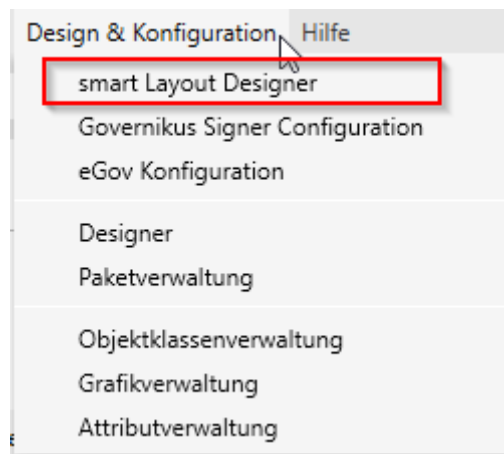 Design & Konfiguration Hilfe
smart Layout Designer
Governikus Signer Configuration
eGov Konfiguration
Designer
Paketverwaltung
Objektklassenverwaltung
Grafikverwaltung
Attributverwaltung